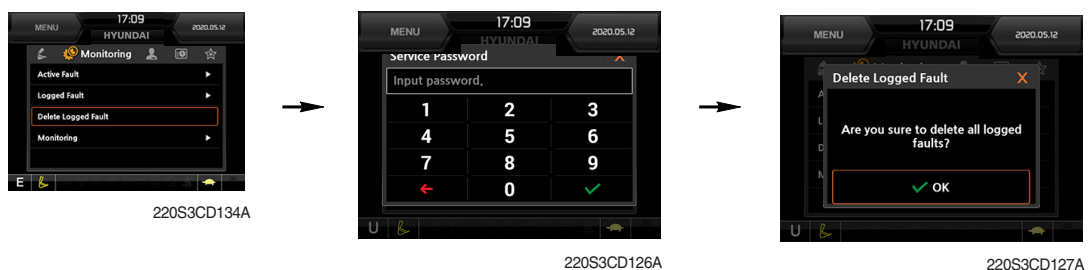 MENU
17:09
HYUNDAI
2020.05.12
Monitoring
Active Fault
Logged Fault
Delete Logged Fault
Monitoring
E
220S3CD134A
MENU
17:09
HYUNDAI
2020.05.12
Service Password
X
Input password.
1 2 3
4 5 6
7 8 9
0
U
220S3CD126A
MENU
17:09
HYUNDAI
2020.05.12
Delete Logged Fault X
A
L
D
M
Are you sure to delete all logged
faults?
OK
U
220S3CD127A